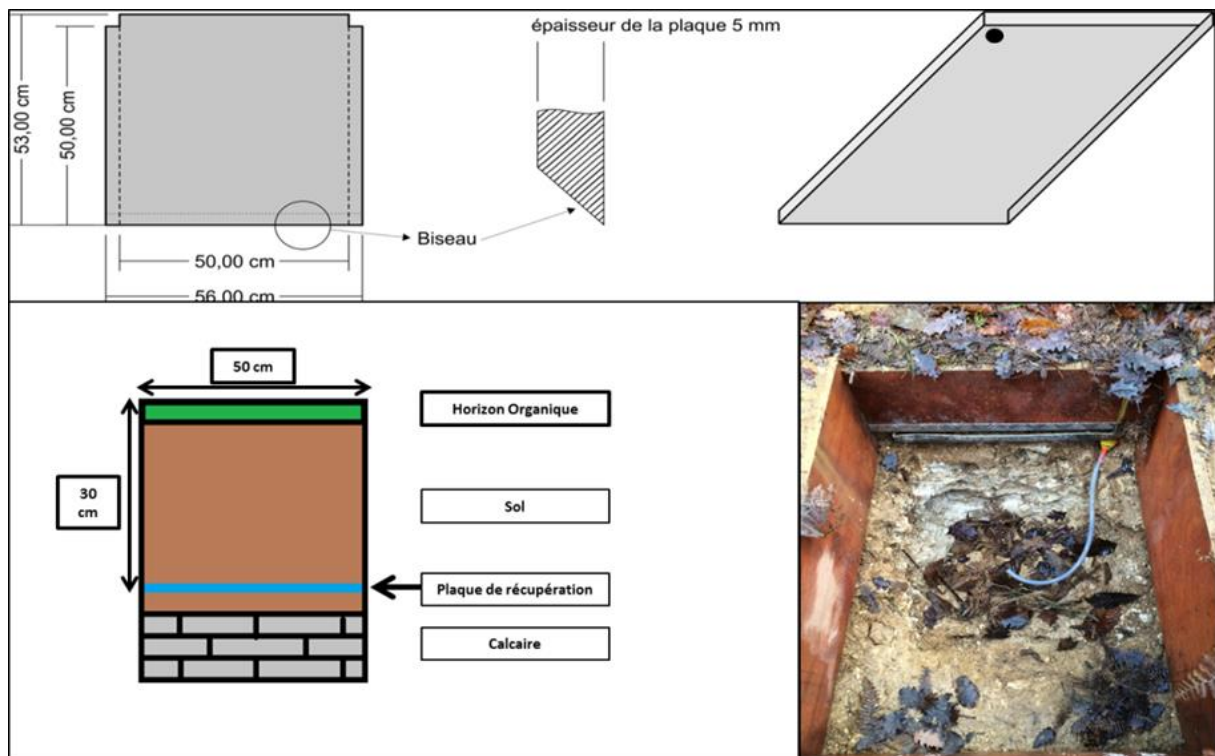 épaisseur de la plaque 5 mm
53,00 cm
50,00 cm
Biseau
50,00 cm
56,00 cm
50 cm
Horizon Organique
30
cm
Sol
Plaque de récupération
Calcaire